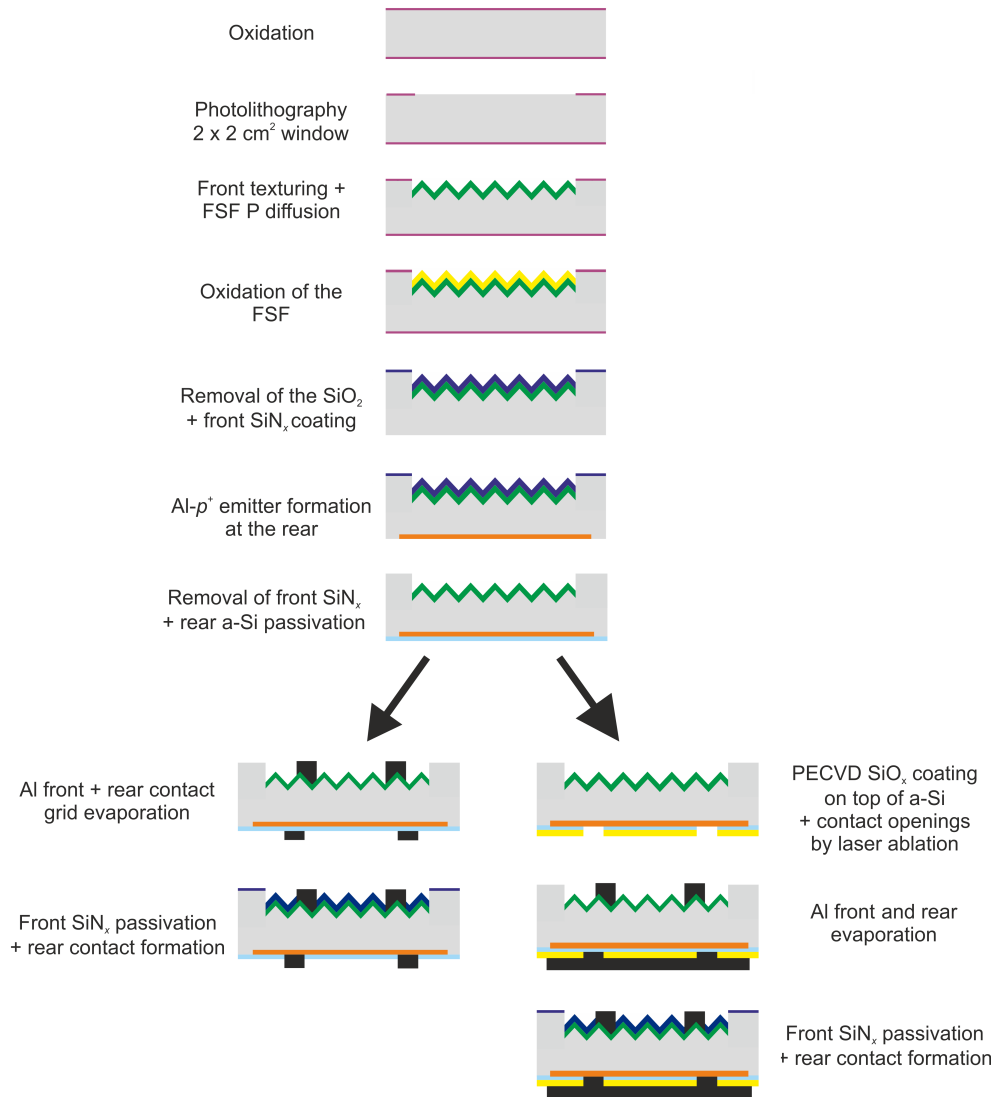 Oxidation
Photolithography
2 x 2 cm² window
Front texturing +
FSF P diffusion
Oxidation of the
FSF
Removal of the SiO₂
+ front SiNₓ coating
Al-p⁺ emitter formation
at the rear
Removal of front SiNₓ
+ rear a-Si passivation
Al front + rear contact
grid evaporation
Front SiNₓ passivation
+ rear contact formation
PECVD SiOₓ coating
on top of a-Si
+ contact openings
by laser ablation
Al front and rear
evaporation
Front SiNₓ passivation
+ rear contact formation